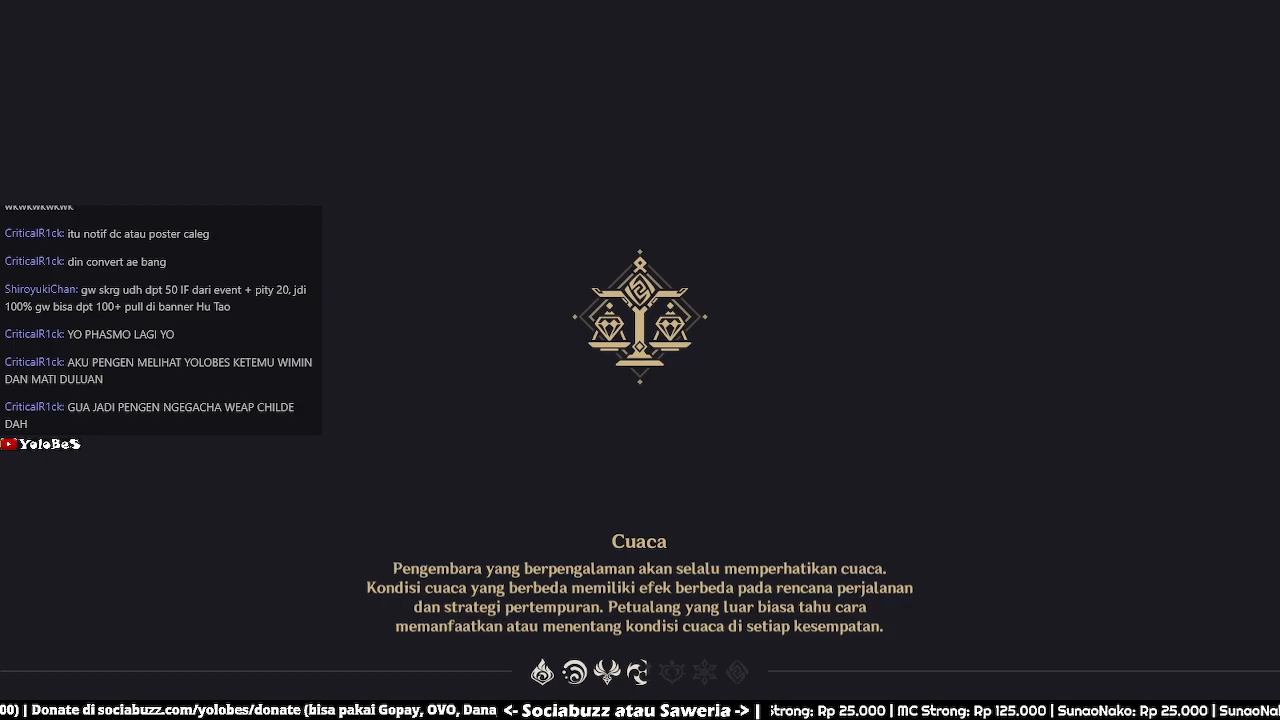 wkwkwkwkwk
CriticalR1ck: itu notif dc atau poster caleg
CriticalR1ck: din convert ae bang
ShiroyukiChan: gw skrg udh dpt 50 IF dari event + pity 20, jdi
100% gw bisa dpt 100+ pull di banner Hu Tao
CriticalR1ck: YO PHASMO LAGI YO
CriticalR1ck: AKU PENGEN MELIHAT YOLOBES KETEMU WIMIN
DAN MATI DULUAN
CriticalR1ck: GUA JADI PENGEN NGEGACHA WEAP CHILDE
DAH
YoloBeS
Cuaca
Pengembara yang berpengalaman akan selalu memperhatikan cuaca.
Kondisi cuaca yang berbeda memiliki efek berbeda pada rencana perjalanan
dan strategi pertempuran. Petualang yang luar biasa tahu cara
memanfaatkan atau menentang kondisi cuaca di setiap kesempatan.
00) | Donate di sociabuzz.com/yolobes/donate (bisa pakai Gopay, OVO, Dana <- Sociabuzz atau Saweria -> | Strong: Rp 25.000 | MC Strong: Rp 125.000 | SunaoNako: Rp 25.000 | SunaoNa